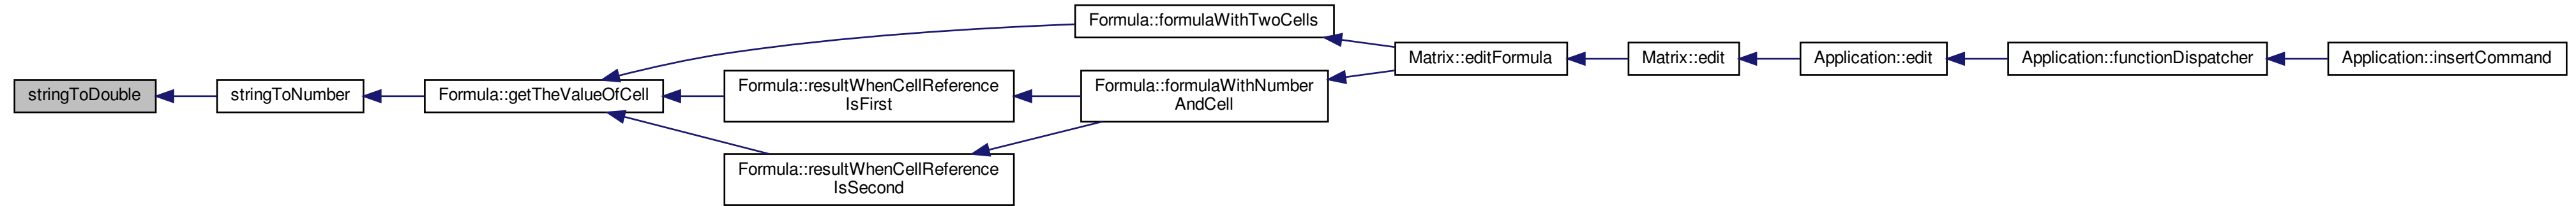 stringToDouble
stringToNumber
Formula::getTheValueOfCell
Formula::formulaWithTwoCells
Formula::resultWhenCellReference
IsFirst
Formula::resultWhenCellReference
IsSecond
Formula::formulaWithNumber
AndCell
Matrix::editFormula
Matrix::edit
Application::edit
Application::functionDispatcher
Application::insertCommand